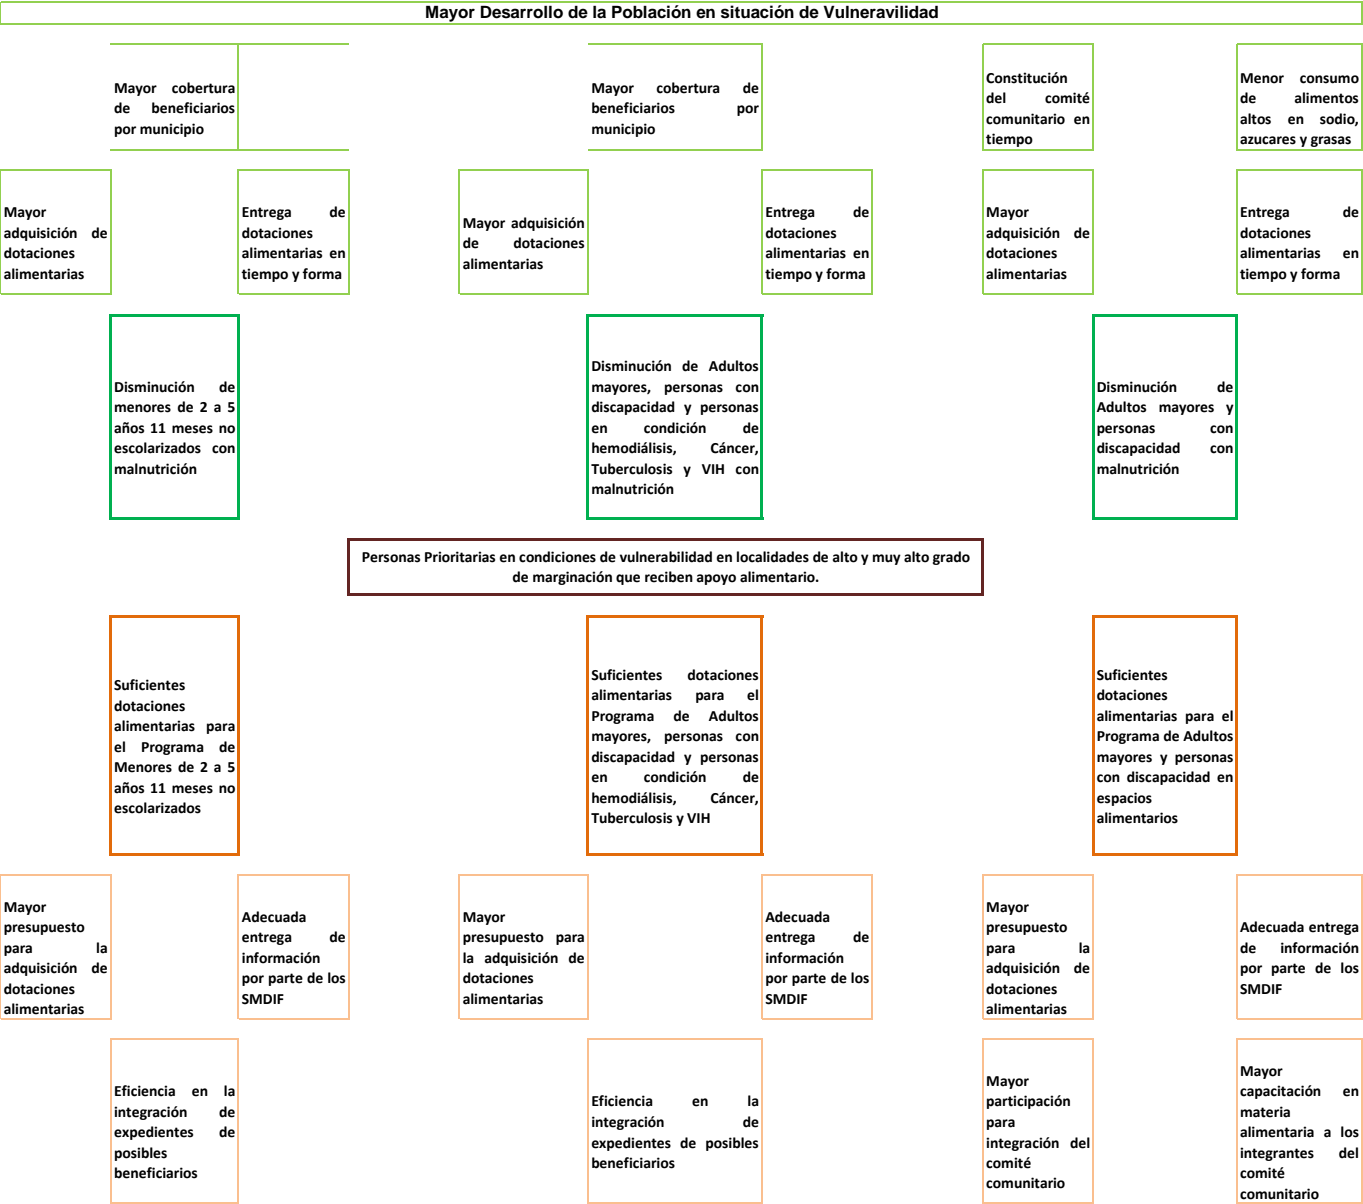 Mayor Desarrollo de la Población en situación de Vulneravilidad
Mayor cobertura
de beneficiarios
por municipio
Mayor cobertura de
beneficiarios por
municipio
Constitución
del comité
comunitario en
tiempo
Menor consumo
de alimentos
altos en sodio,
azucares y grasas
Mayor
adquisición de
dotaciones
alimentarias
Entrega de
dotaciones
alimentarias en
tiempo y forma
Mayor adquisición
de dotaciones
alimentarias
Entrega de
dotaciones
alimentarias en
tiempo y forma
Mayor
adquisición de
dotaciones
alimentarias
Entrega de
dotaciones
alimentarias en
tiempo y forma
Disminución de
menores de 2 a 5
años 11 meses no
escolarizados con
malnutrición
Disminución de Adultos
mayores, personas con
discapacidad y personas
en condición de
hemodiálisis, Cáncer,
Tuberculosis y VIH con
malnutrición
Disminución de
Adultos mayores y
personas con
discapacidad con
malnutrición
Personas Prioritarias en condiciones de vulnerabilidad en localidades de alto y muy alto grado
de marginación que reciben apoyo alimentario.
Suficientes
dotaciones
alimentarias para
el Programa de
Menores de 2 a 5
años 11 meses no
escolarizados
Suficientes dotaciones
alimentarias para el
Programa de Adultos
mayores, personas con
discapacidad y personas
en condición de
hemodiálisis, Cáncer,
Tuberculosis y VIH
Suficientes
dotaciones
alimentarias para el
Programa de Adultos
mayores y personas
con discapacidad en
espacios
alimentarios
Mayor
presupuesto
para la
adquisición de
dotaciones
alimentarias
Adecuada
entrega de
información
por parte de los
SMDIF
Mayor
presupuesto para
la adquisición de
dotaciones
alimentarias
Adecuada
entrega de
información
por parte de los
SMDIF
Mayor
presupuesto
para la
adquisición de
dotaciones
alimentarias
Adecuada entrega
de información
por parte de los
SMDIF
Eficiencia en la
integración de
expedientes de
posibles
beneficiarios
Eficiencia en la
integración de
expedientes de posibles
beneficiarios
Mayor
participación
para
integración del
comité
comunitario
Mayor
capacitación en
materia
alimentaria a los
integrantes del
comité
comunitario